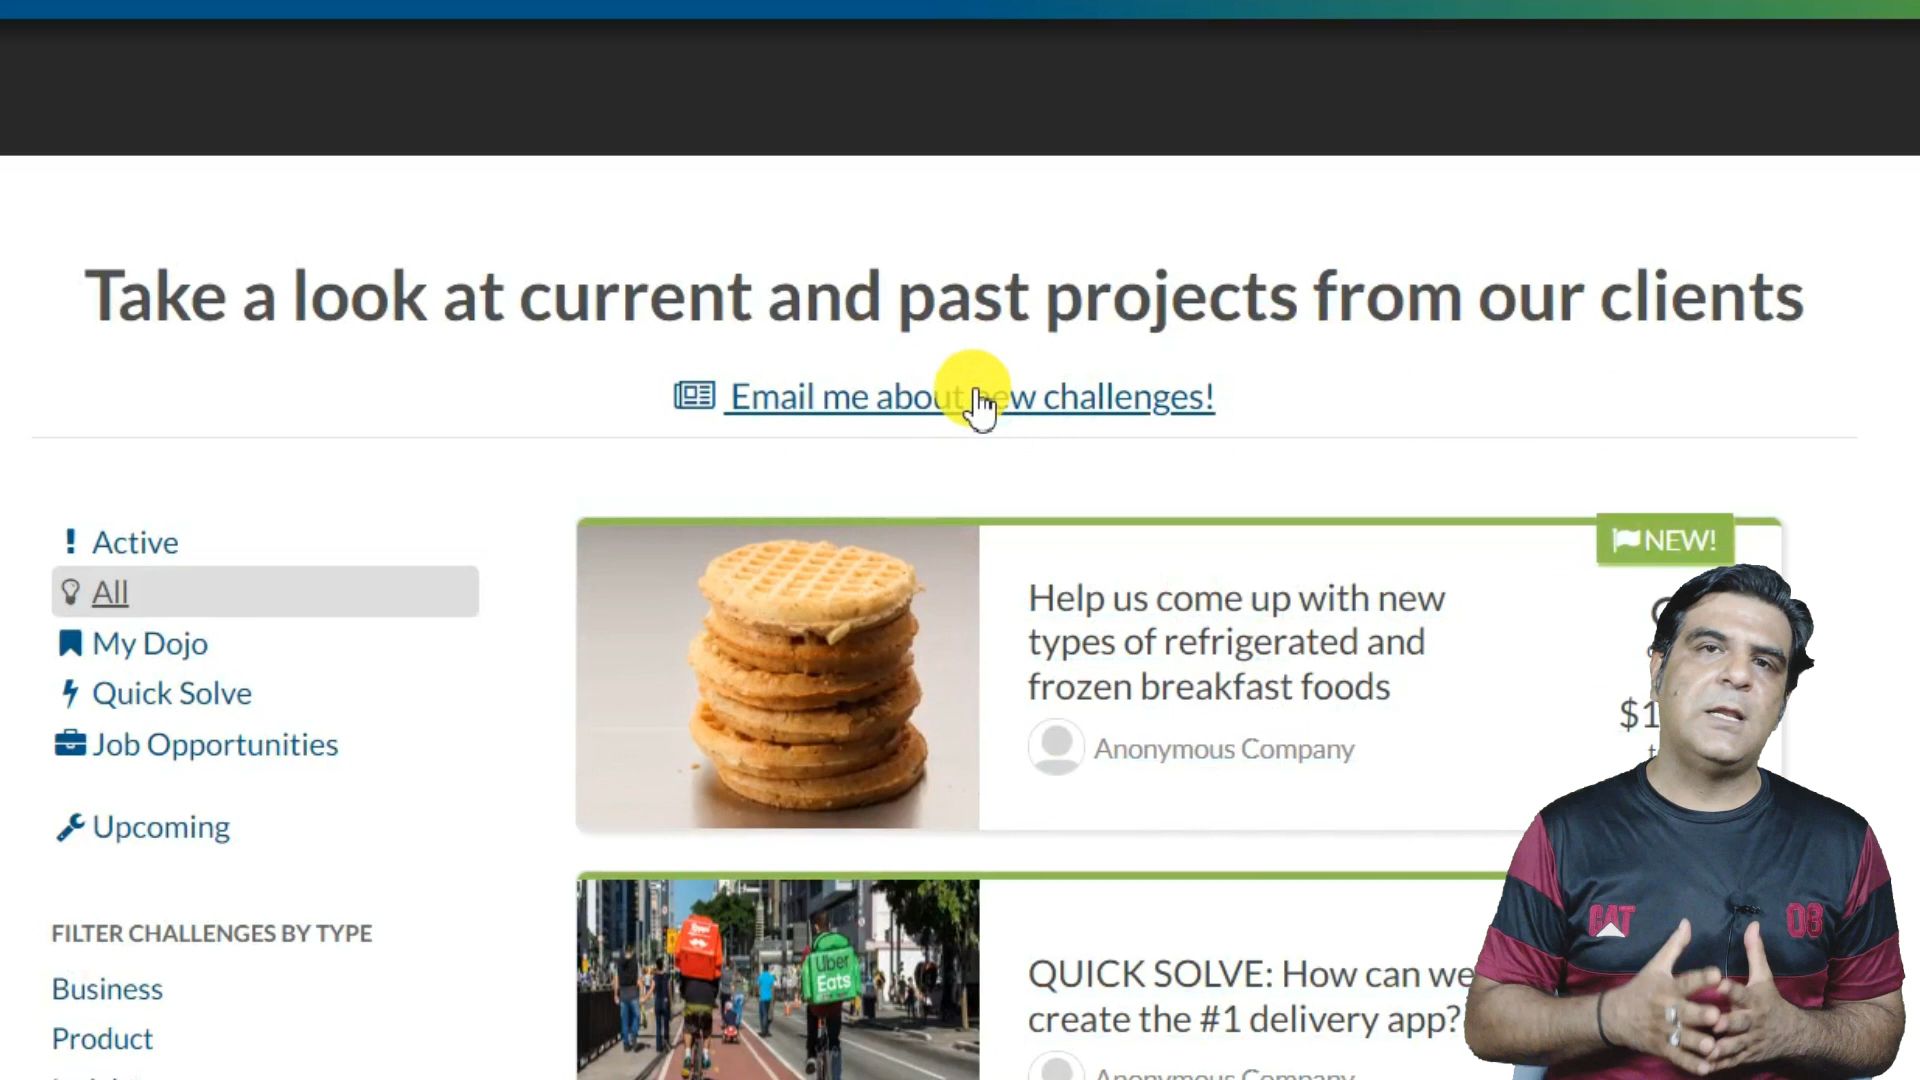 Take a look at current and past projects from our clients
Email me about new challenges!
Active
All
My Dojo
Quick Solve
Job Opportunities
Upcoming
FILTER CHALLENGES BY TYPE
Business
Product
NEW!
Help us come up with new
types of refrigerated and
frozen breakfast foods
$1
Anonymous Company
Uber
Eats
QUICK SOLVE: How can we
create the #1 delivery app?
Anonymous Company
CAT
08